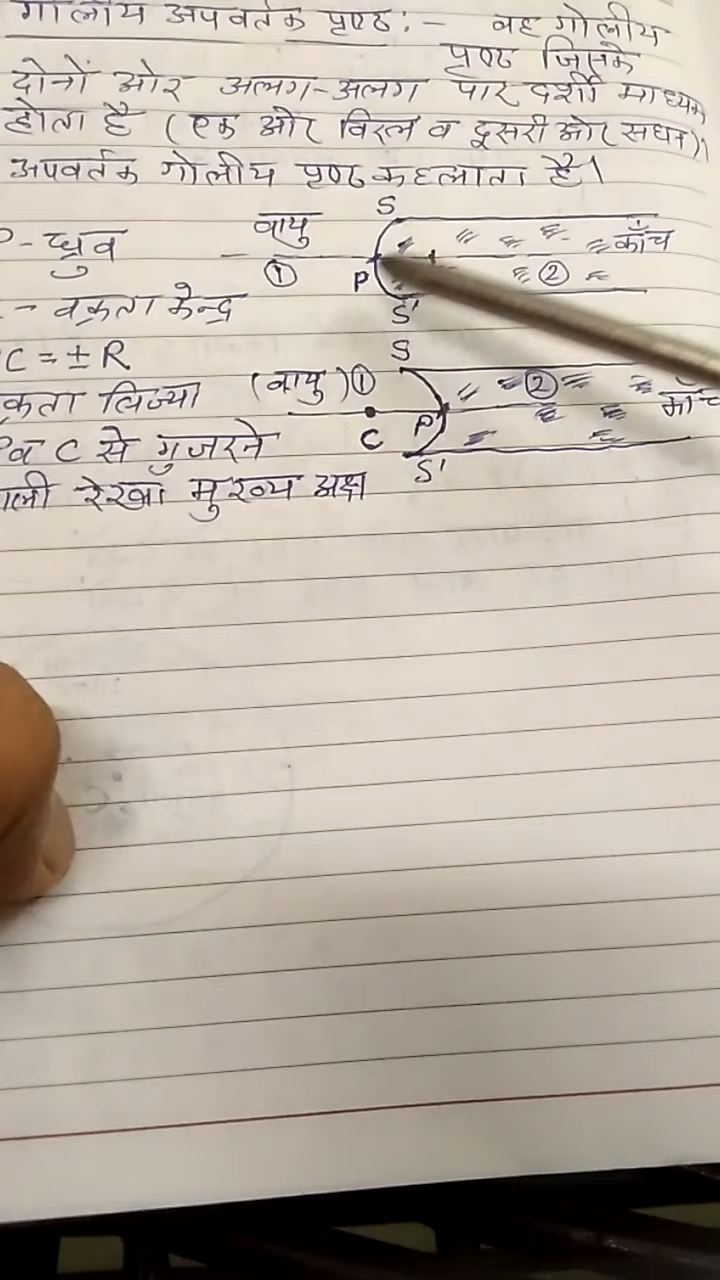 गोलीय अपवर्तक पृष्ठ :- वह गोलीय
पृष्ठ जिसके
दोनों ओर अलग-अलग पारदर्शी माध्यम
होता है (एक ओर विरल व दूसरी ओर सघन)।
अपवर्तक गोलीय पृष्ठ कहलाता है।
S
P - ध्रुव वायु काँच
① P ②
S'
- वक्रता केन्द्र
S
C = ± R
क्रता त्रिज्या (वायु) ① ② काँच
C P
व C से गुजरने
S'
ाली रेखा मुख्य अक्ष